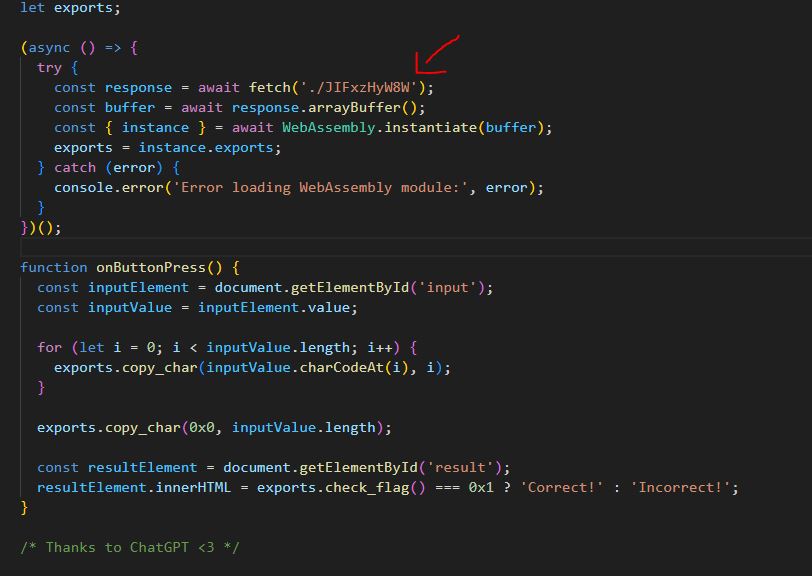 let exports;
(async () => {
  try {
    const response = await fetch('./JIFxzHyW8W');
    const buffer = await response.arrayBuffer();
    const { instance } = await WebAssembly.instantiate(buffer);
    exports = instance.exports;
  } catch (error) {
    console.error('Error loading WebAssembly module:', error);
  }
})();
function onButtonPress() {
  const inputElement = document.getElementById('input');
  const inputValue = inputElement.value;
  for (let i = 0; i < inputValue.length; i++) {
    exports.copy_char(inputValue.charCodeAt(i), i);
  }
  exports.copy_char(0x0, inputValue.length);
  const resultElement = document.getElementById('result');
  resultElement.innerHTML = exports.check_flag() === 0x1 ? 'Correct!' : 'Incorrect!';
}
/* Thanks to ChatGPT <3 */